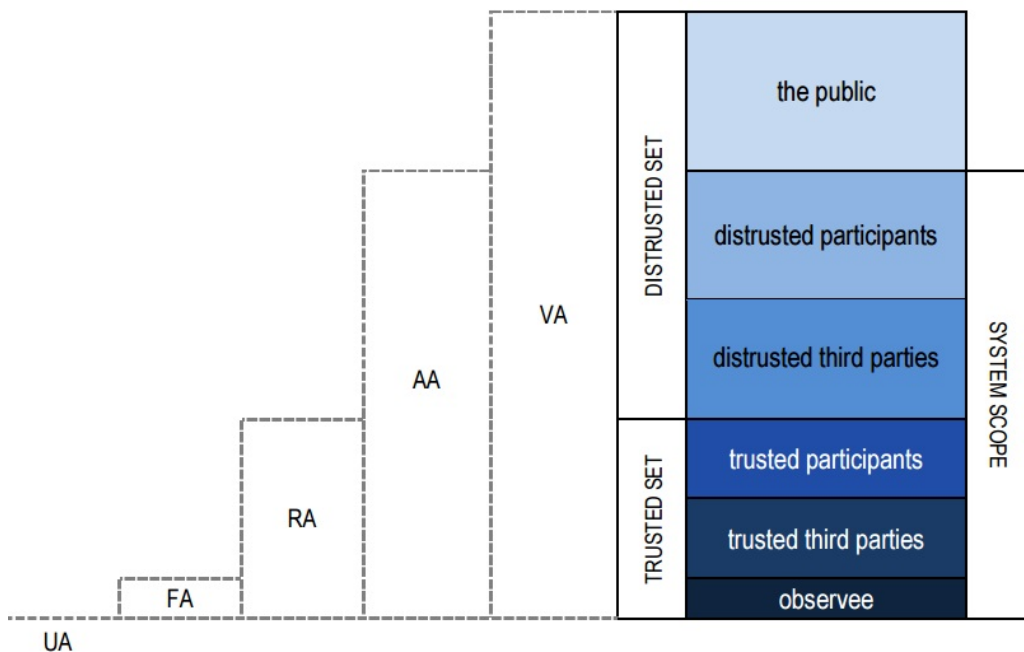 the public
distrusted participants
distrusted third parties
trusted participants
trusted third parties
observee
DISTRUSTED SET
TRUSTED SET
SYSTEM SCOPE
VA
AA
RA
FA
UA